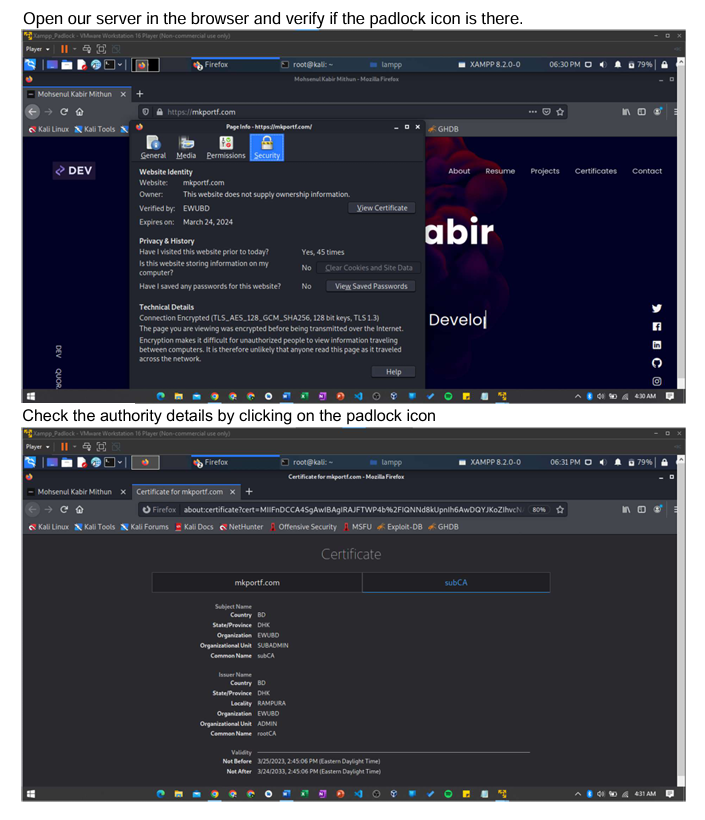 Open our server in the browser and verify if the padlock icon is there.
Xampp_Padlock - VMware Workstation 16 Player (Non-commercial use only)
Player
Firefox root@kali: ~ lampp XAMPP 8.2.0-0 06:30 PM 79%
Mohsenul Kabir Mithun - Mozilla Firefox
Mohsenul Kabir Mithun
https://mkportf.com
Kali Linux Kali Tools GHDB
Page Info - https://mkportf.com/
General Media Permissions Security
DEV
About Resume Projects Certificates Contact
Website Identity
Website: mkportf.com
Owner: This website does not supply ownership information.
Verified by: EWUBD View Certificate
Expires on: March 24, 2024
abir
Privacy & History
Have I visited this website prior to today? Yes, 45 times
Is this website storing information on my computer? No Clear Cookies and Site Data
Have I saved any passwords for this website? No View Saved Passwords
Technical Details
Connection Encrypted (TLS_AES_128_GCM_SHA256, 128 bit keys, TLS 1.3)
The page you are viewing was encrypted before being transmitted over the Internet.
Encryption makes it difficult for unauthorized people to view information traveling
between computers. It is therefore unlikely that anyone read this page as it traveled
across the network.
Develo
Help
DEV
QUOR
4:30 AM
Check the authority details by clicking on the padlock icon
Xampp_Padlock - VMware Workstation 16 Player (Non-commercial use only)
Player
Firefox root@kali: ~ lampp XAMPP 8.2.0-0 06:31 PM 79%
Certificate for mkportf.com - Mozilla Firefox
Mohsenul Kabir Mithun Certificate for mkportf.com
Firefox 80%
Kali Linux Kali Tools Kali Forums Kali Docs NetHunter Offensive Security MSFU Exploit-DB GHDB
Certificate
mkportf.com subCA
Subject Name
Country BD
State/Province DHK
Organization EWUBD
Organizational Unit SUBADMIN
Common Name subCA
Issuer Name
Country BD
State/Province DHK
Locality RAMPURA
Organization EWUBD
Organizational Unit ADMIN
Common Name rootCA
Validity
Not Before 3/25/2023, 2:45:06 PM (Eastern Daylight Time)
Not After 3/24/2033, 2:45:06 PM (Eastern Daylight Time)
4:31 AM